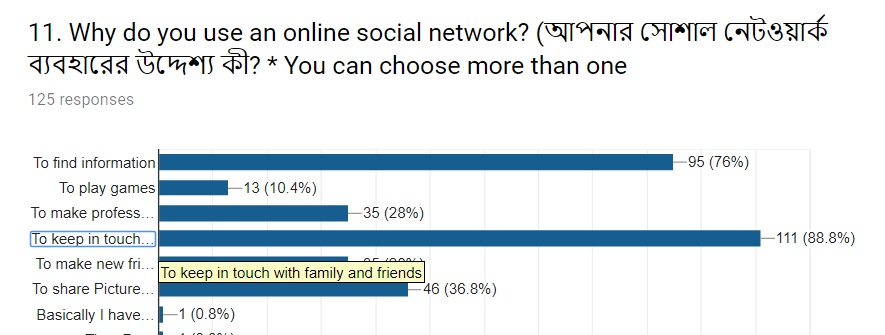 11. Why do you use an online social network? (আপনার সোশাল নেটওয়ার্ক
ব্যবহারের উদ্দেশ্য কী? * You can choose more than one
125 responses
To find information 95 (76%)
To play games 13 (10.4%)
To make profess... 35 (28%)
To keep in touch... 111 (88.8%)
To make new fri...
To keep in touch with family and friends
To share Picture... 46 (36.8%)
Basically I have... 1 (0.8%)